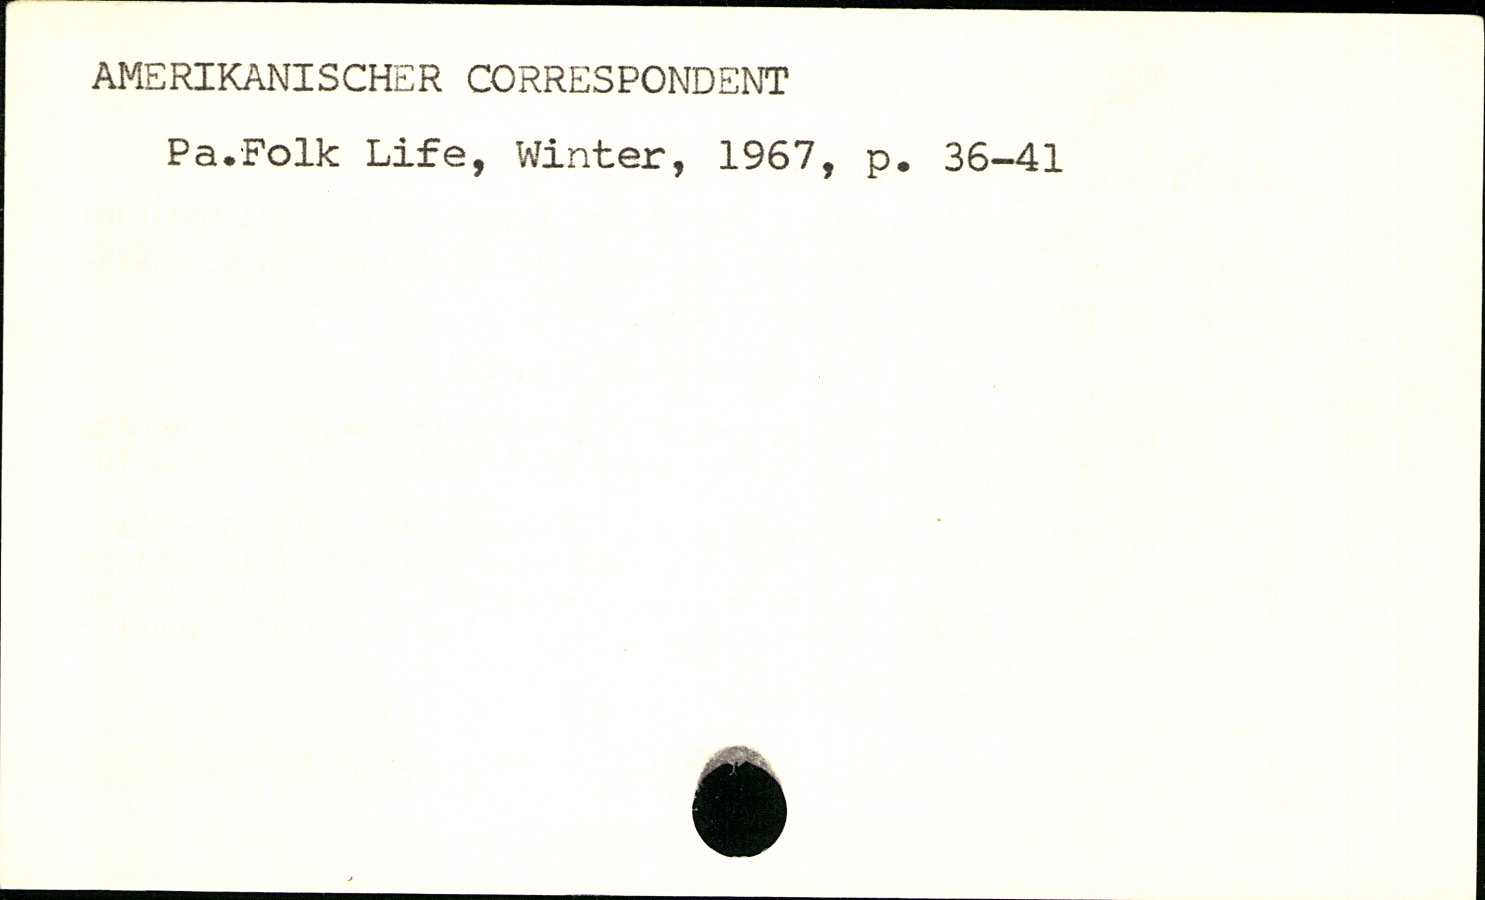 AMERIKANISCHER CORRESPONDENT
Pa.Folk Life, Winter, 1967, p. 36-41